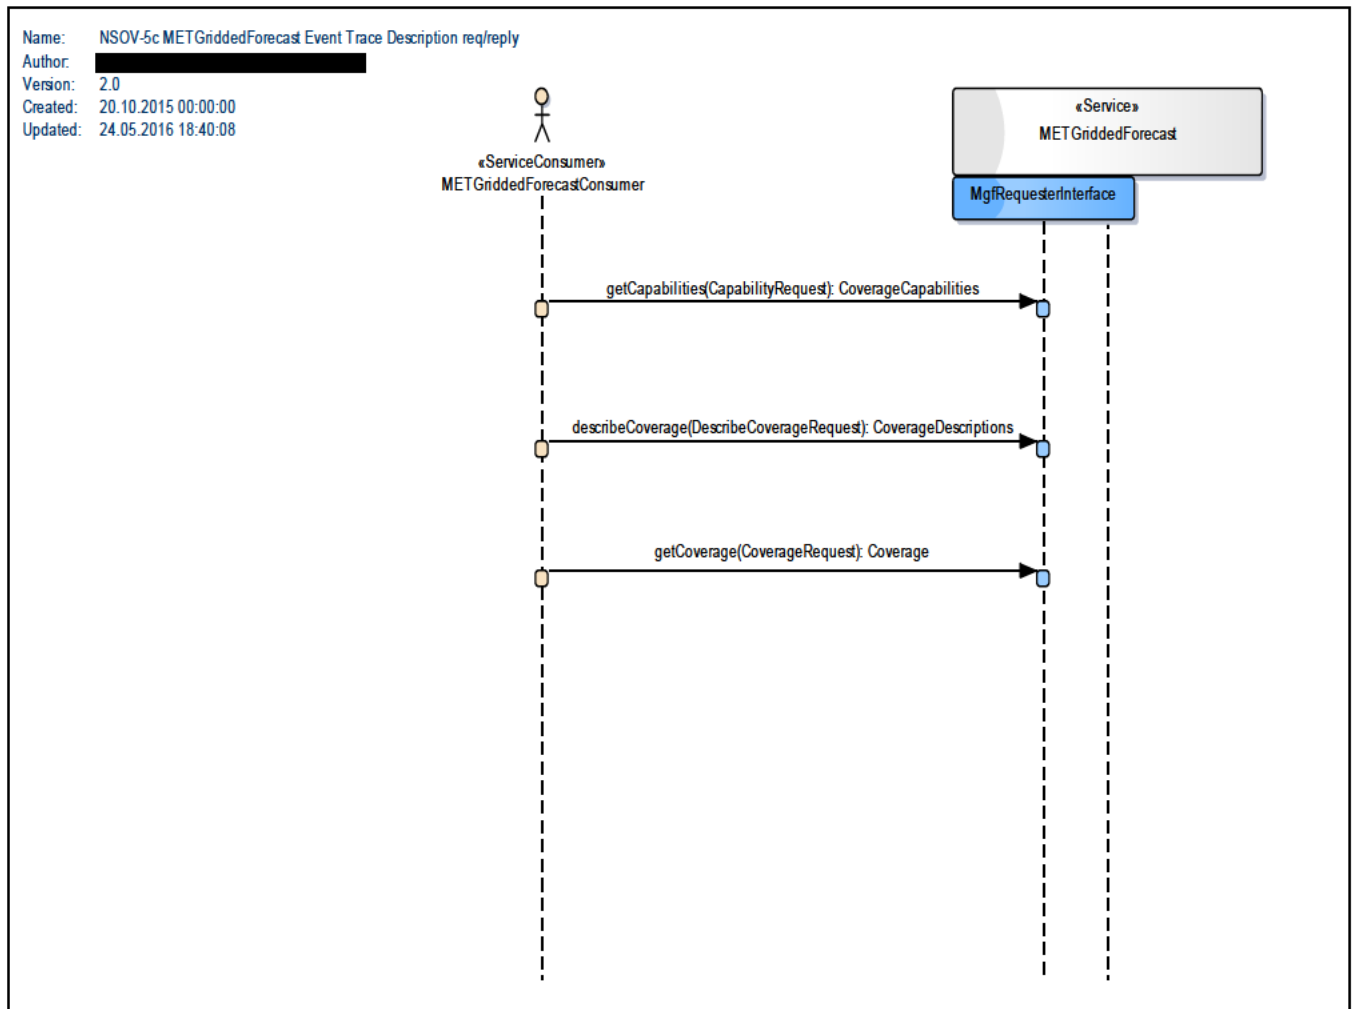 Name: NSOV-5c METGriddedForecast Event Trace Description req/reply
Author:
Version: 2.0
Created: 20.10.2015 00:00:00
Updated: 24.05.2016 18:40:08
«ServiceConsumer»
METGriddedForecastConsumer
«Service»
METGriddedForecast
MgfRequesterInterface
getCapabilities(CapabilityRequest): CoverageCapabilities
describeCoverage(DescribeCoverageRequest): CoverageDescriptions
getCoverage(CoverageRequest): Coverage